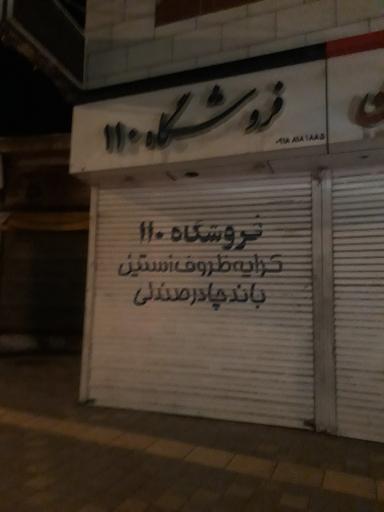 فروشگاه ۱۱۰
فروشگاه ۱۱۰
کرایه ظروف استیل
باند چادر صندلی